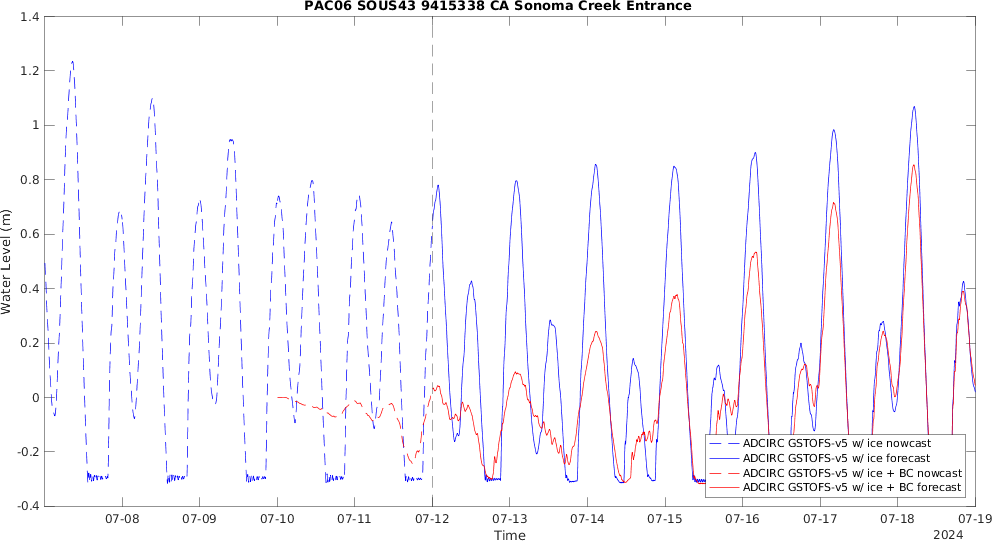 PAC06 SOUS43 9415338 CA Sonoma Creek Entrance
1.4
1.2
1
0.8
0.6
0.4
0.2
0
-0.2
-0.4
Water Level (m)
07-08 07-09 07-10 07-11 07-12 07-13 07-14 07-15 07-16 07-17 07-18 07-19
Time
2024
ADCIRC GSTOFS-v5 w/ ice nowcast
ADCIRC GSTOFS-v5 w/ ice forecast
ADCIRC GSTOFS-v5 w/ ice + BC nowcast
ADCIRC GSTOFS-v5 w/ ice + BC forecast